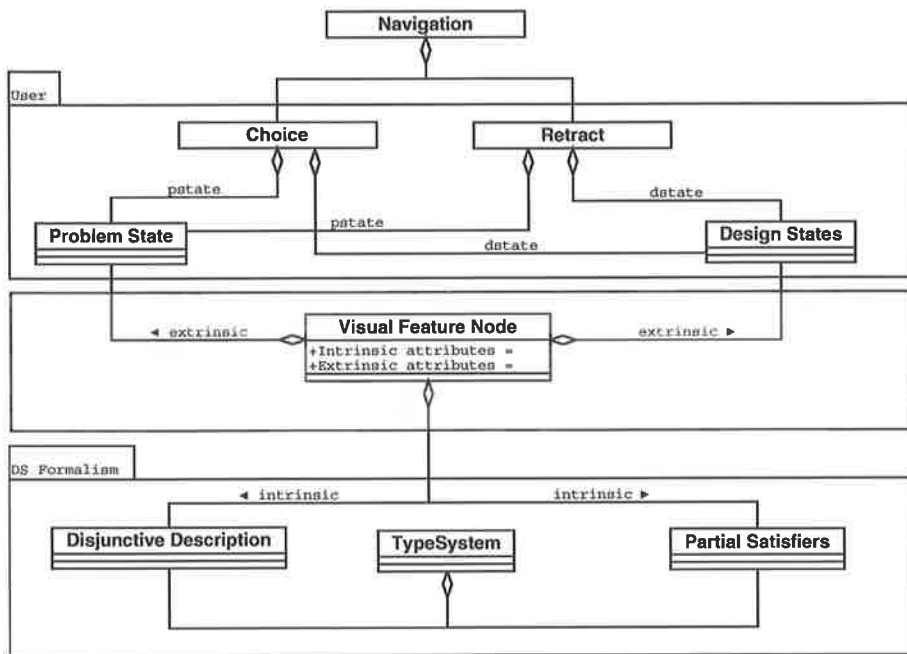 Navigation
User
Choice
Retract
pstate
dstate
Problem State
pstate
dstate
Design States
◄ extrinsic
Visual Feature Node
extrinsic ►
+Intrinsic attributes =
+Extrinsic attributes =
DS Formalism
◄ intrinsic
intrinsic ►
Disjunctive Description
TypeSystem
Partial Satisfiers